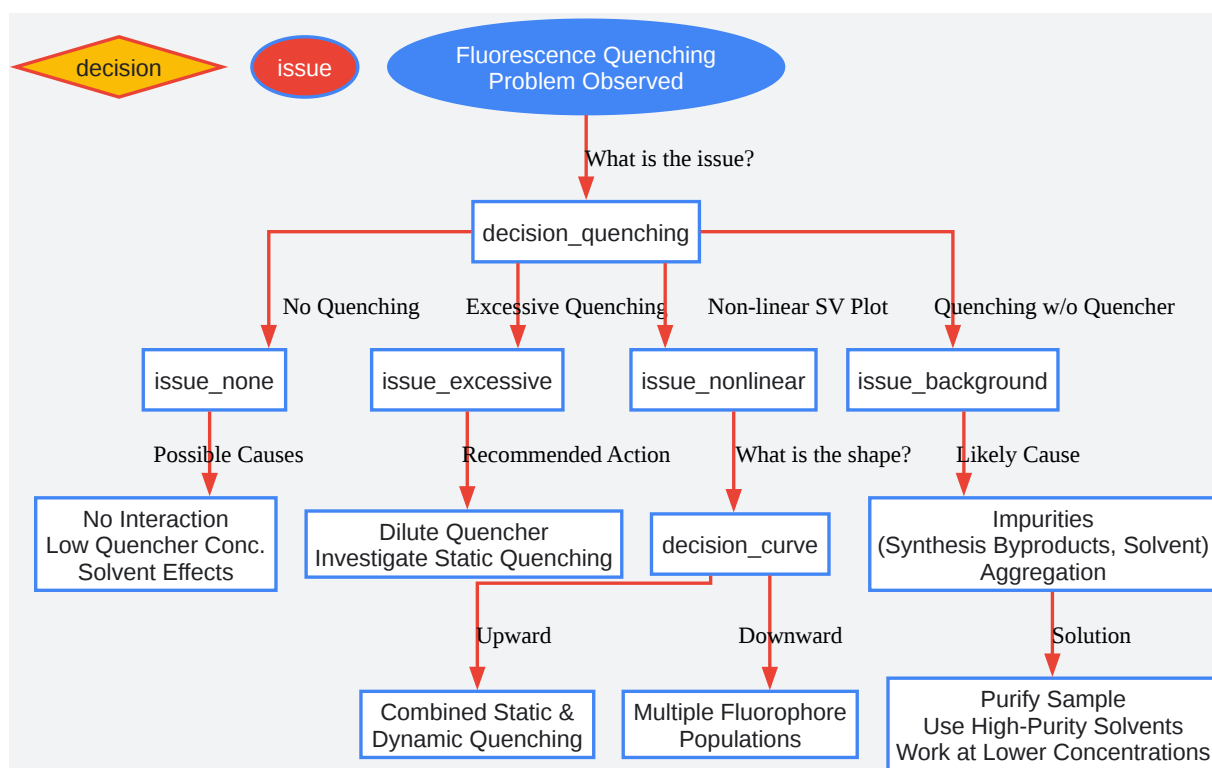 decision
issue
Fluorescence Quenching
Problem Observed
What is the issue?
decision_quenching
No Quenching
Excessive Quenching
Non-linear SV Plot
Quenching w/o Quencher
issue_none
issue_excessive
issue_nonlinear
issue_background
Possible Causes
Recommended Action
What is the shape?
Likely Cause
No Interaction
Low Quencher Conc.
Solvent Effects
Dilute Quencher
Investigate Static Quenching
decision_curve
Impurities
(Synthesis Byproducts, Solvent)
Aggregation
Upward
Downward
Solution
Combined Static &
Dynamic Quenching
Multiple Fluorophore
Populations
Purify Sample
Use High-Purity Solvents
Work at Lower Concentrations